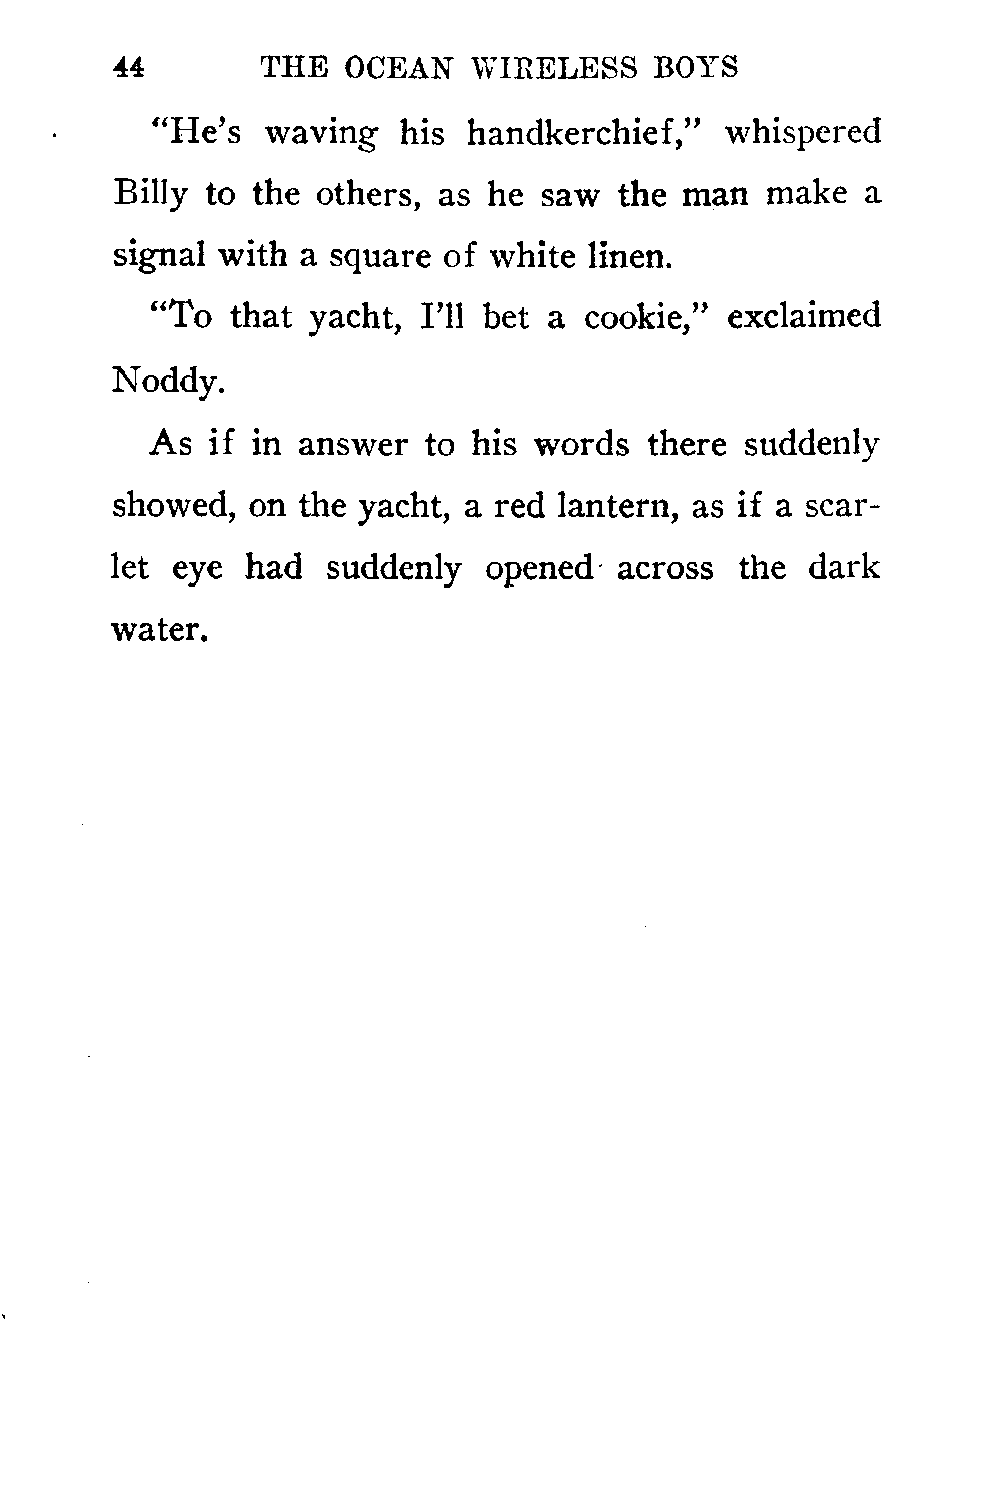 44 THE OCEAN WIRELESS BOYS
“He’s waving his handkerchief,” whispered
Billy to the others, as he saw the man make a
signal with a square of white linen.
“To that yacht, I’ll bet a cookie,” exclaimed
Noddy.
As if in answer to his words there suddenly
showed, on the yacht, a red lantern, as if a scar-
let eye had suddenly opened across the dark
water.